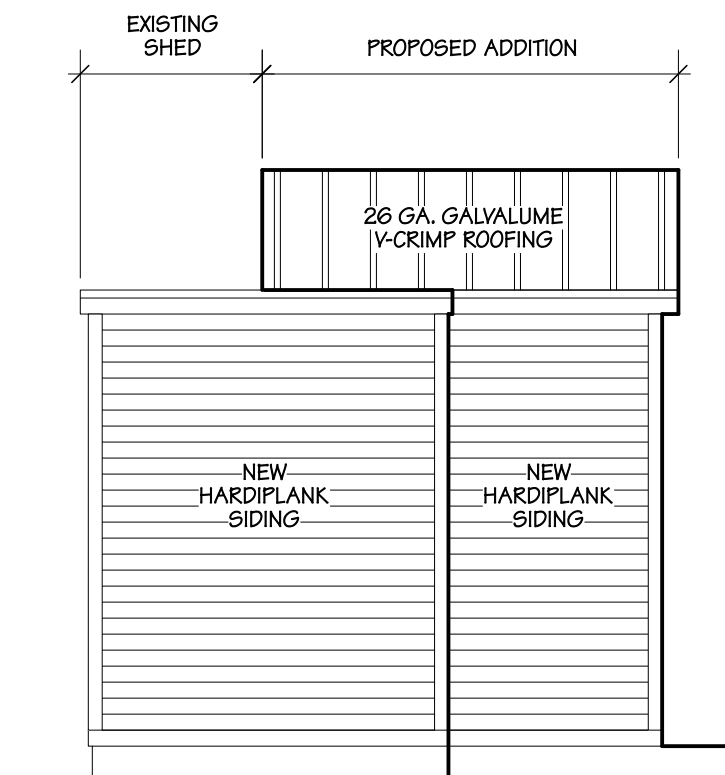 EXISTING
SHED
PROPOSED ADDITION
26 GA. GALVALUME
V-CRIMP ROOFING
NEW
HARDIPLANK
SIDING
NEW
HARDIPLANK
SIDING